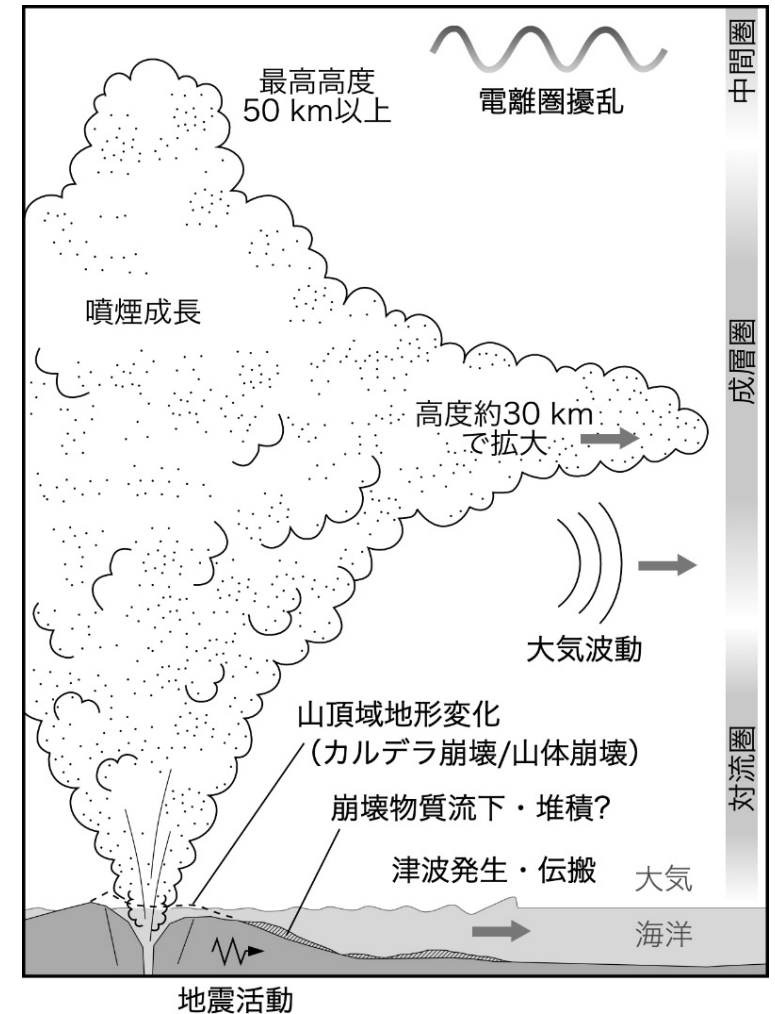 最高高度
50 km以上
電離圏擾乱
中間圏
噴煙成長
成層圏
高度約30 km
で拡大
大気波動
山頂域地形変化
（カルデラ崩壊/山体崩壊）
対流圏
崩壊物質流下・堆積?
津波発生・伝搬
大気
海洋
地震活動